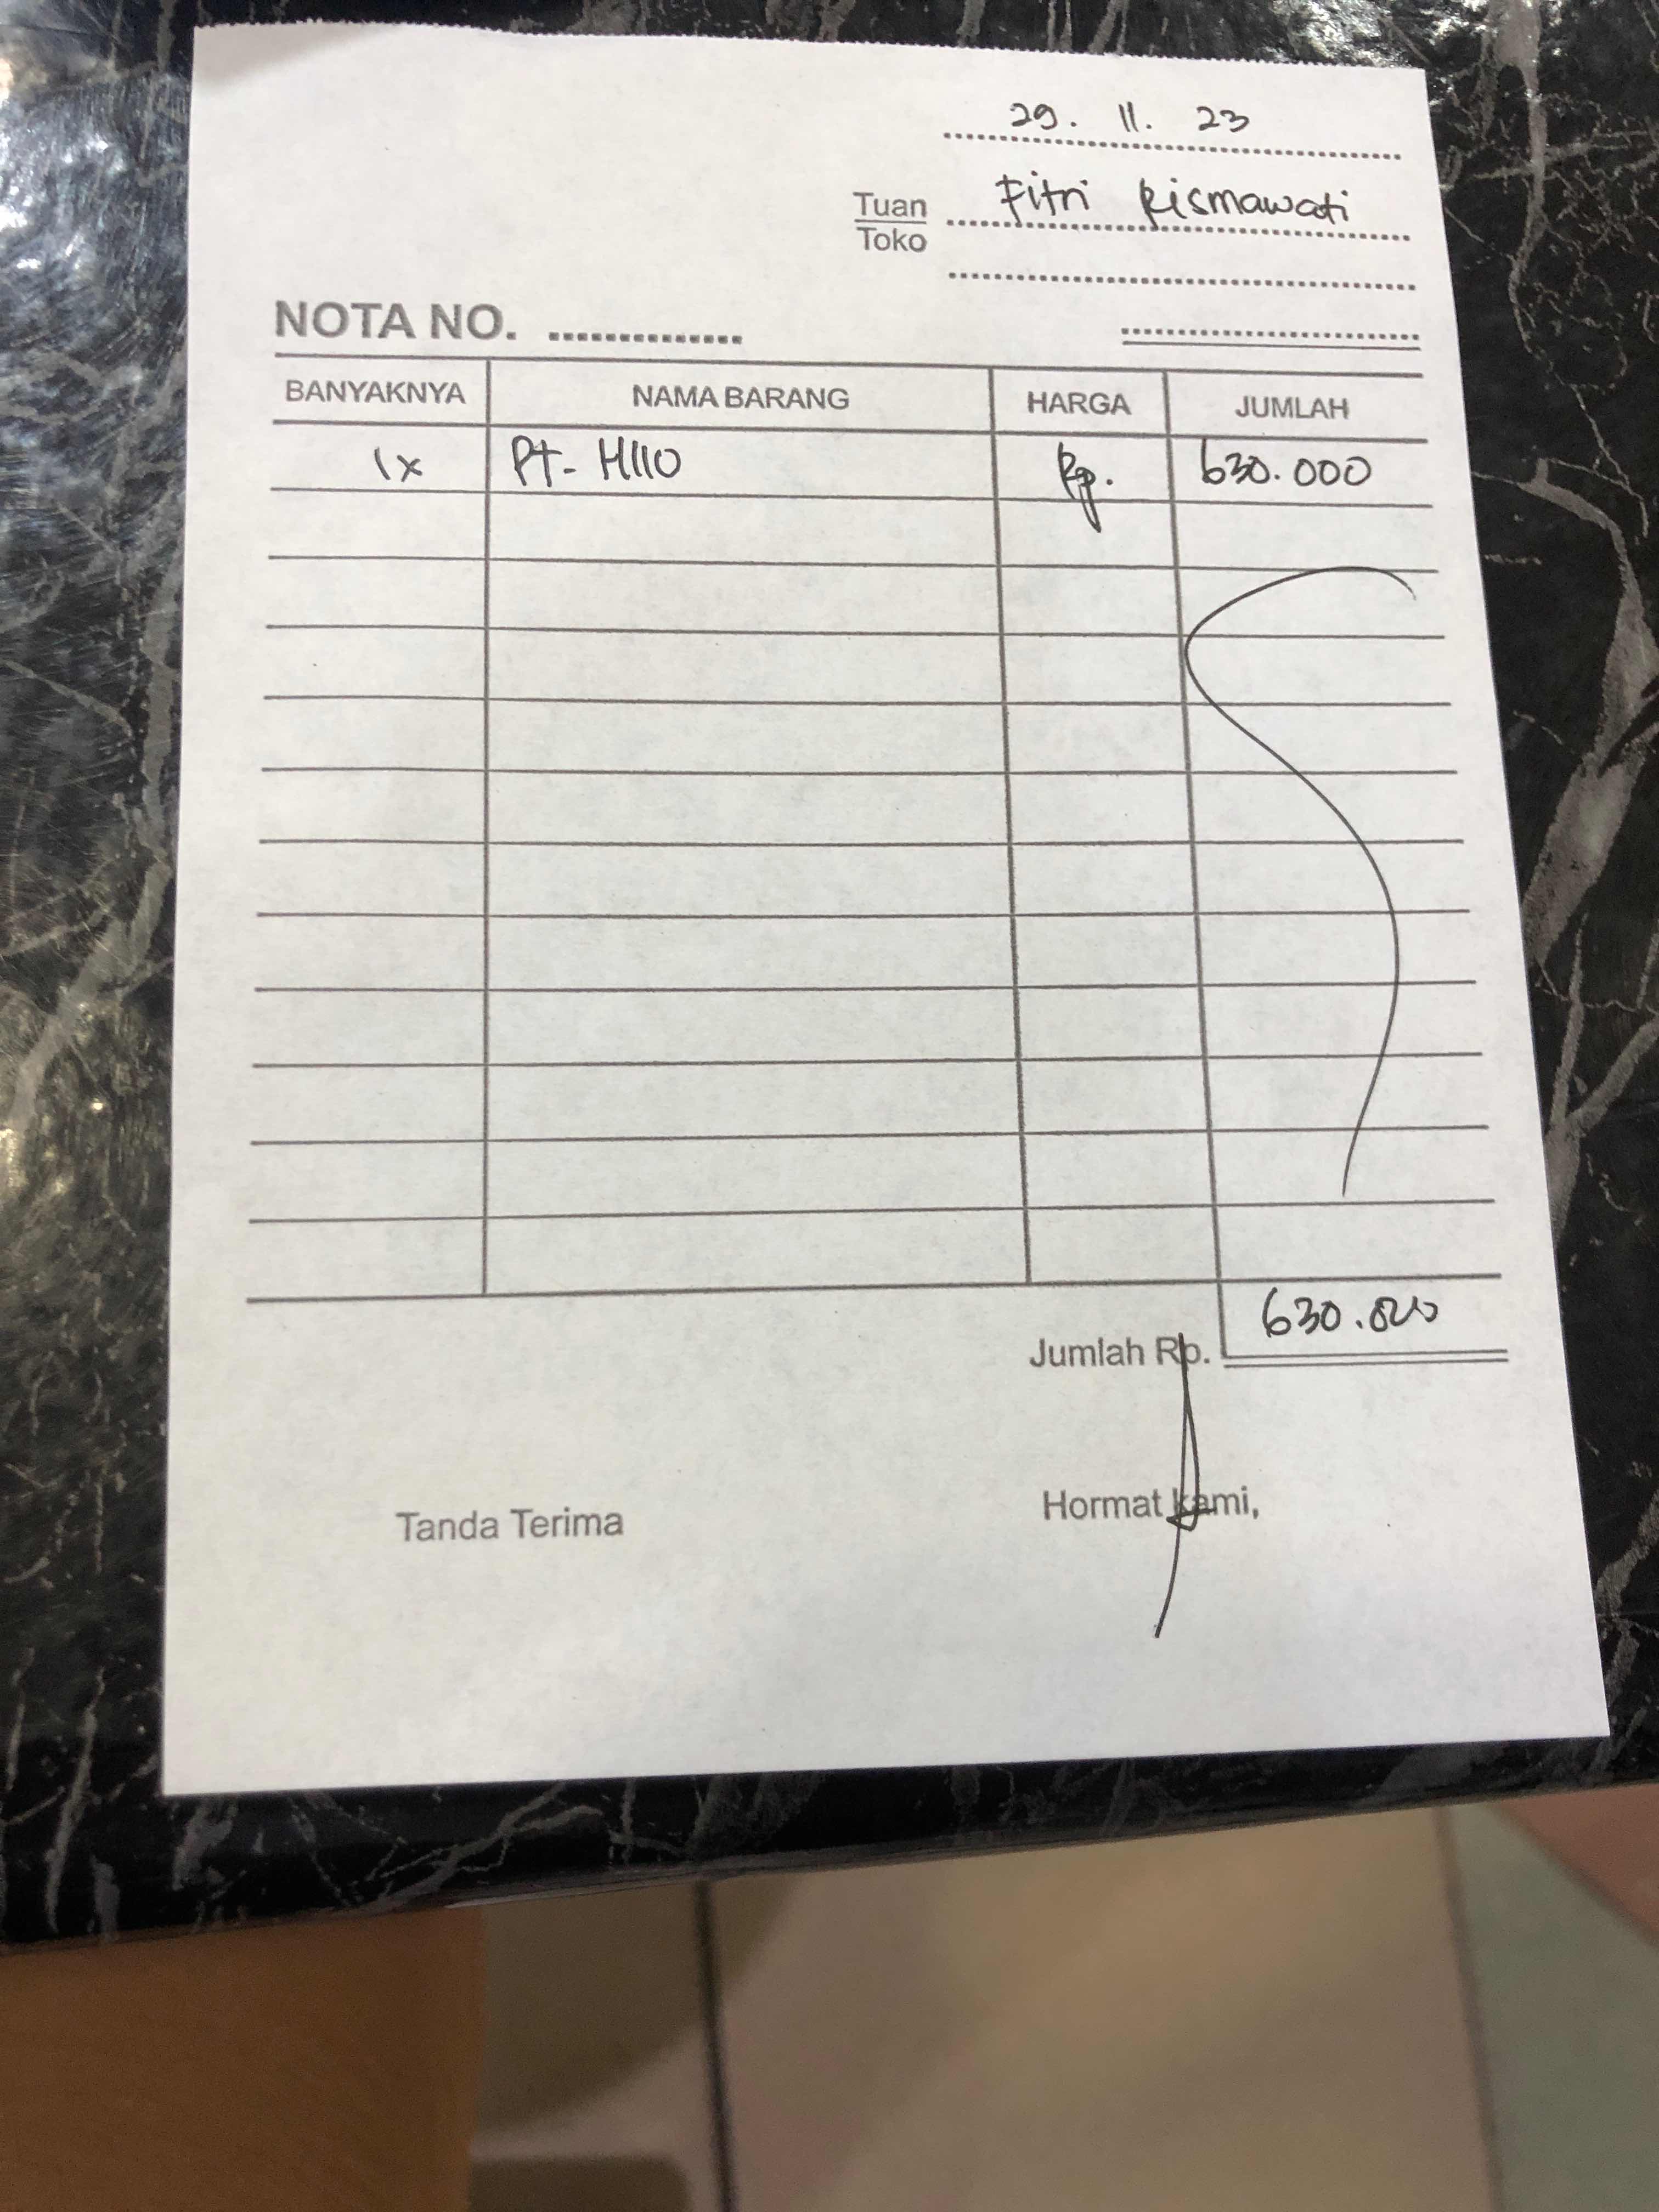 29. 11. 23
Tuan Fitri Rismawati
Toko
NOTA NO. ..............
BANYAKNYA NAMA BARANG HARGA JUMLAH
1x PT- H110 Rp. 630.000
630.000
Jumlah Rp.
Tanda Terima Hormat kami,